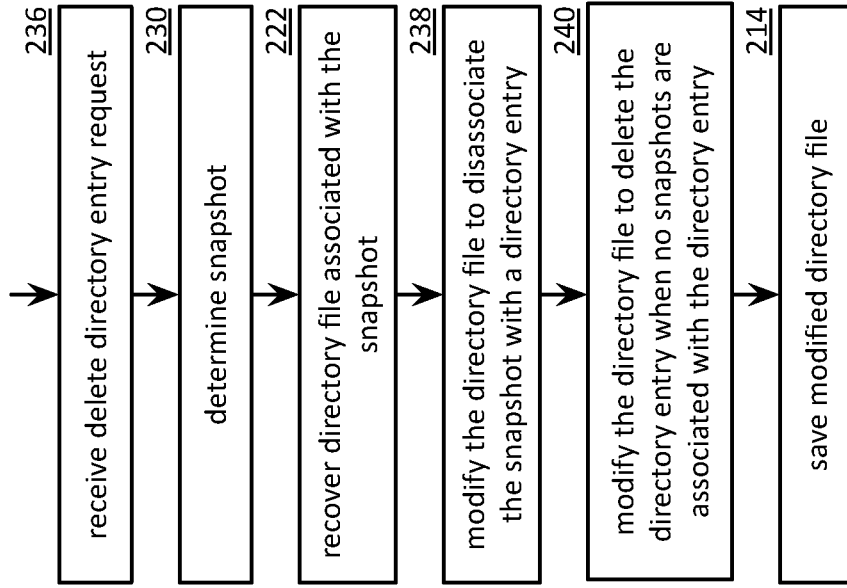 236
receive delete directory entry request
230
determine snapshot
222
recover directory file associated with the
snapshot
238
modify the directory file to disassociate
the snapshot with a directory entry
240
modify the directory file to delete the
directory entry when no snapshots are
associated with the directory entry
214
save modified directory file